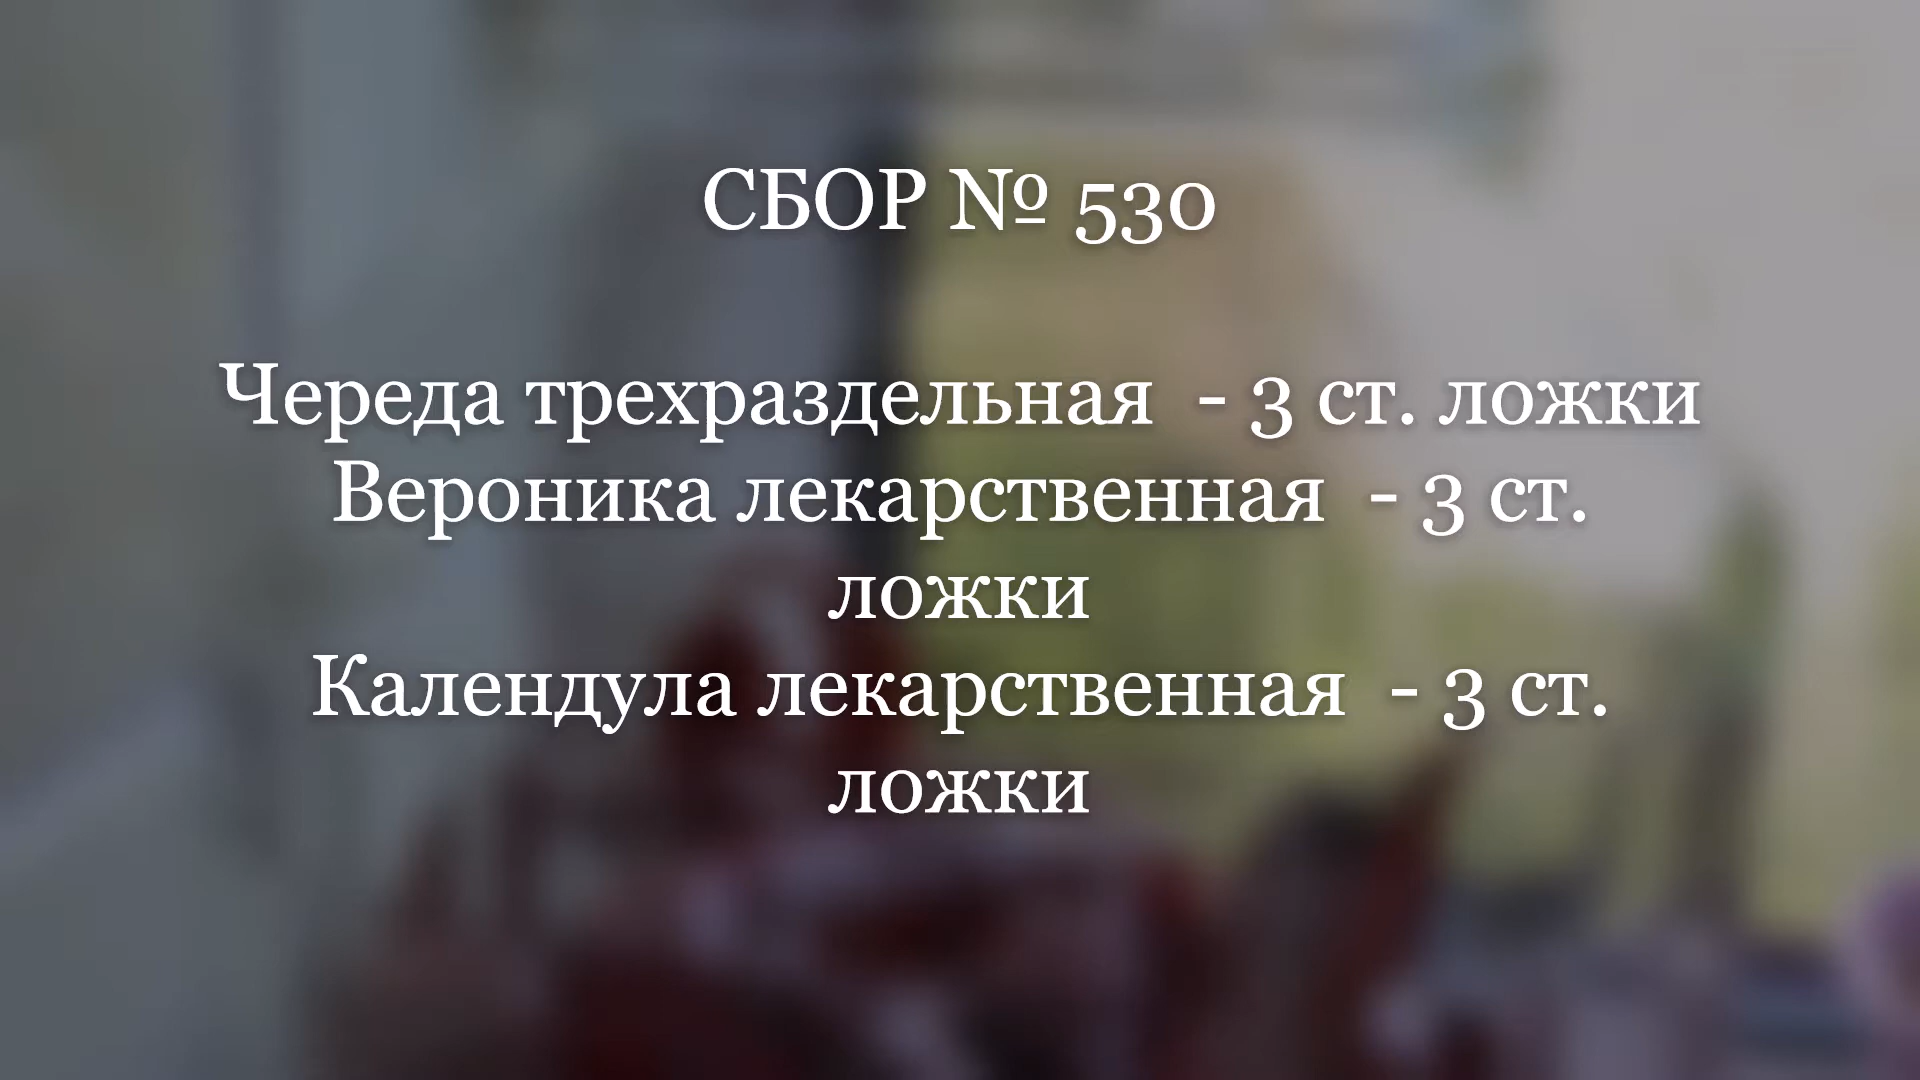 СБОР № 530
Череда трехраздельная - 3 ст. ложки
Вероника лекарственная - 3 ст.
ложки
Календула лекарственная - 3 ст.
ложки